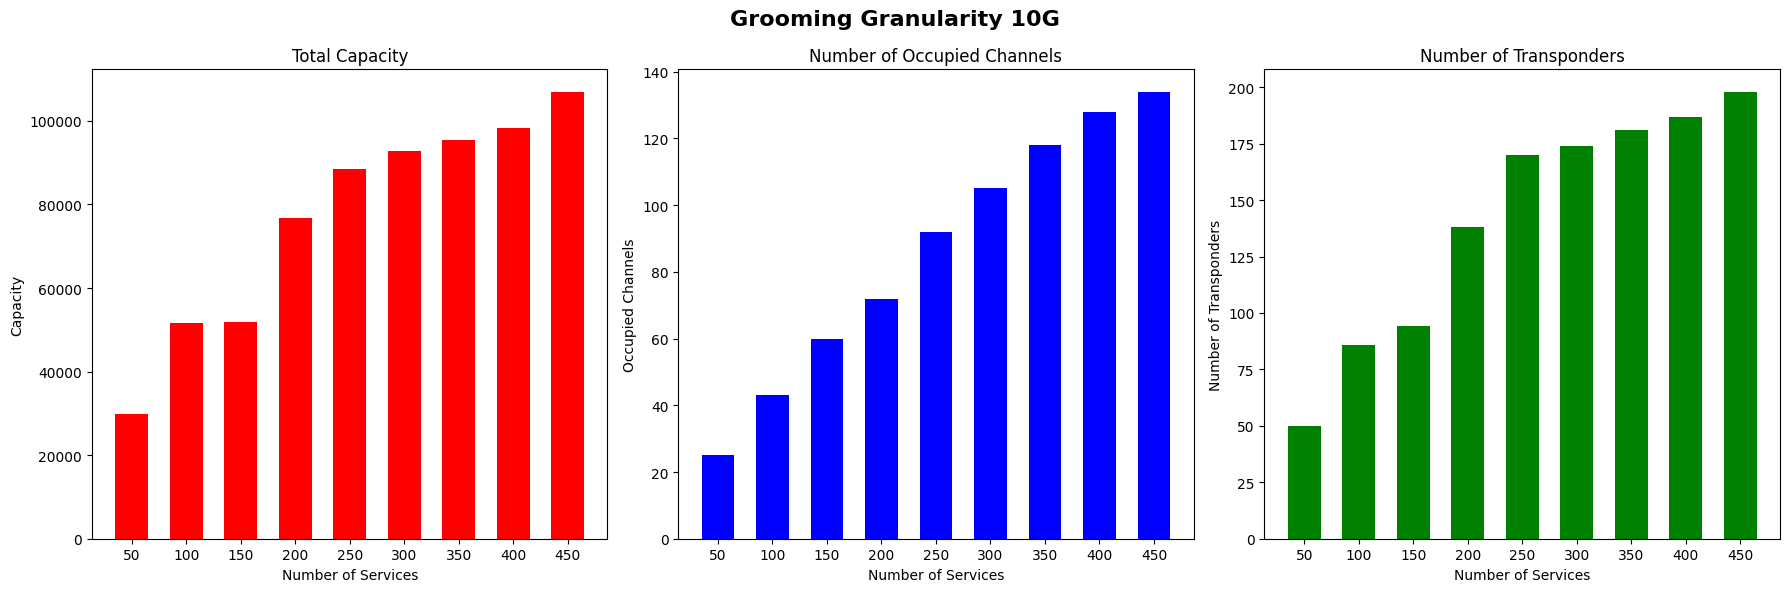 Grooming Granularity 10G
Total Capacity
Capacity
100000
80000
60000
40000
20000
0
50 100 150 200 250 300 350 400 450
Number of Services
Number of Occupied Channels
Occupied Channels
140
120
100
80
60
40
20
0
50 100 150 200 250 300 350 400 450
Number of Services
Number of Transponders
Number of Transponders
200
175
150
125
100
75
50
25
0
50 100 150 200 250 300 350 400 450
Number of Services